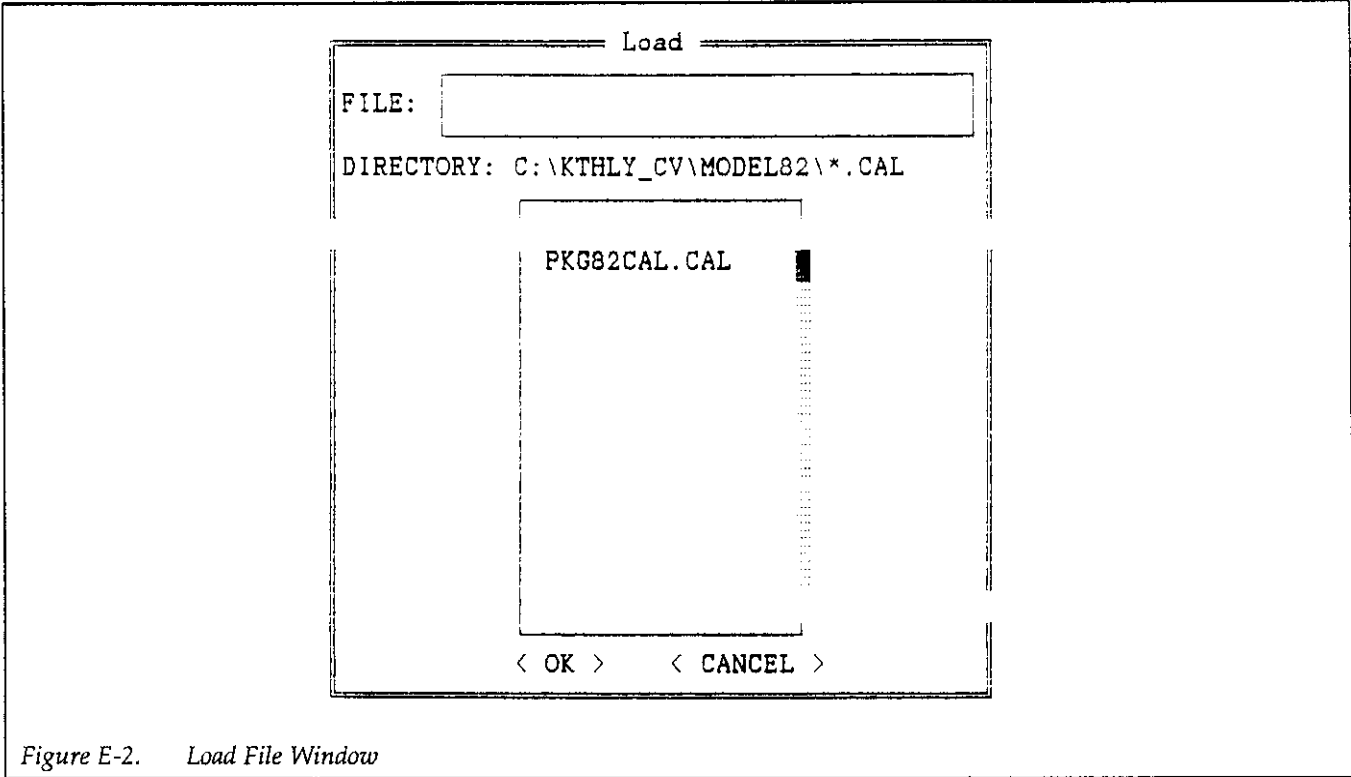 Load
FILE:
DIRECTORY: C:\KTHLY_CV\MODEL82\*.CAL
PKG82CAL.CAL
< OK > < CANCEL >
Figure E-2. Load File Window